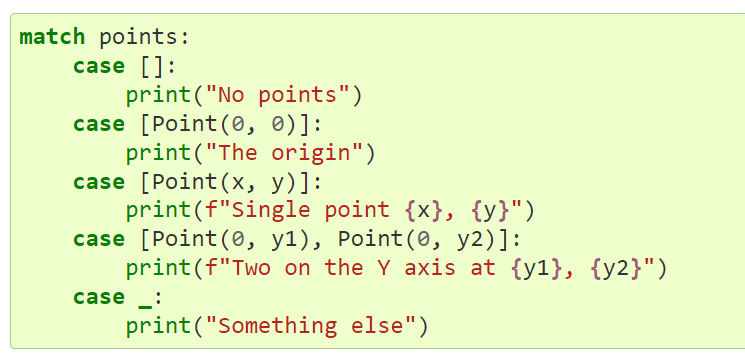 match points:
    case []:
        print("No points")
    case [Point(0, 0)]:
        print("The origin")
    case [Point(x, y)]:
        print(f"Single point {x}, {y}")
    case [Point(0, y1), Point(0, y2)]:
        print(f"Two on the Y axis at {y1}, {y2}")
    case _:
        print("Something else")